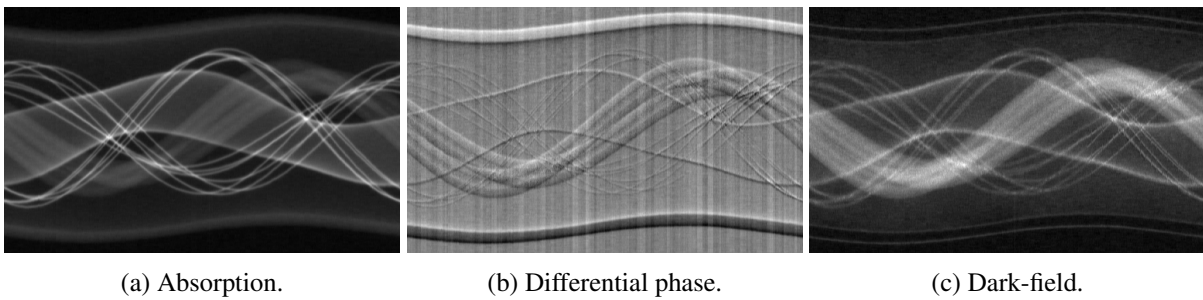 (a) Absorption.
(b) Differential phase.
(c) Dark-field.